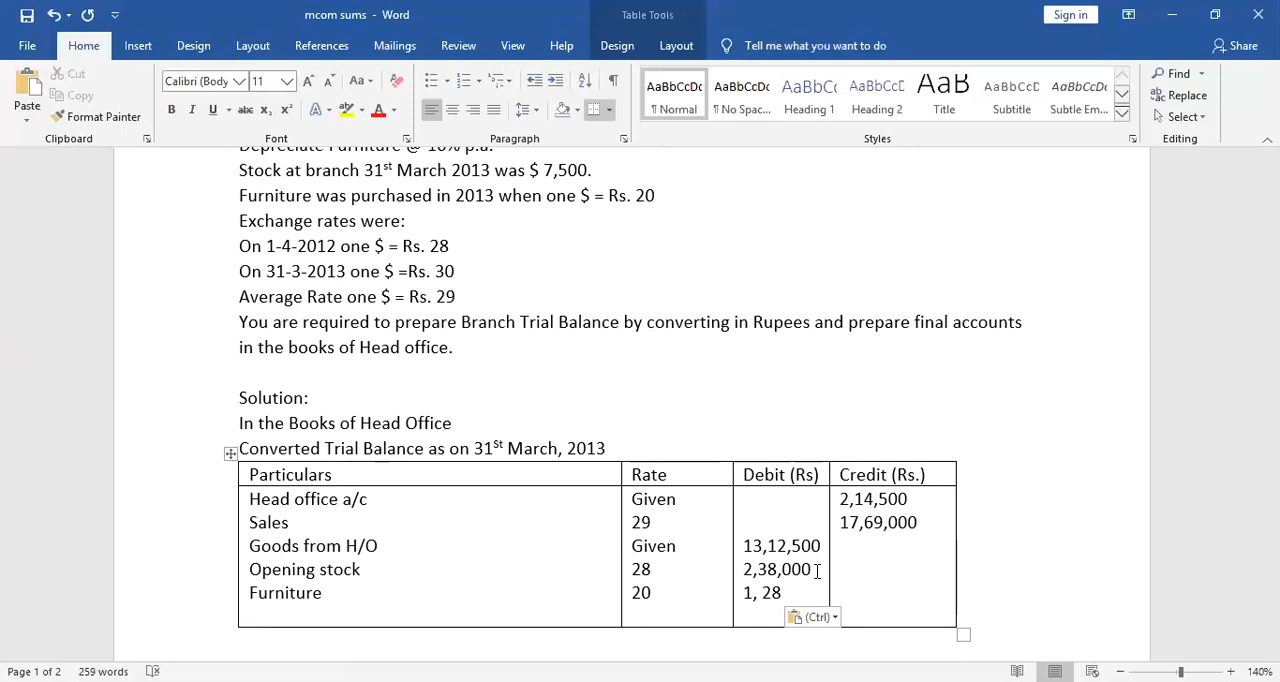 mcom sums - Word
Table Tools
Sign in
File Home Insert Design Layout References Mailings Review View Help Design Layout Tell me what you want to do Share
Paste
Cut
Copy
Format Painter
Clipboard
Calibri (Body 11
Font
Paragraph
AaBbCcDc AaBbCcDc AaBbCc AaBbCcD AaB AaBbCcD AaBbCcDc
¶ Normal ¶ No Spac... Heading 1 Heading 2 Title Subtitle Subtle Em...
Styles
Find
Replace
Select
Editing
Depreciate Furniture @ 10% p.a.
Stock at branch 31st March 2013 was $ 7,500.
Furniture was purchased in 2013 when one $ = Rs. 20
Exchange rates were:
On 1-4-2012 one $ = Rs. 28
On 31-3-2013 one $ =Rs. 30
Average Rate one $ = Rs. 29
You are required to prepare Branch Trial Balance by converting in Rupees and prepare final accounts
in the books of Head office.
Solution:
In the Books of Head Office
Converted Trial Balance as on 31St March, 2013
Particulars Rate Debit (Rs) Credit (Rs.)
Head office a/c Given 2,14,500
Sales 29 17,69,000
Goods from H/O Given 13,12,500
Opening stock 28 2,38,000
Furniture 20 1, 28
(Ctrl)
Page 1 of 2 259 words 140%